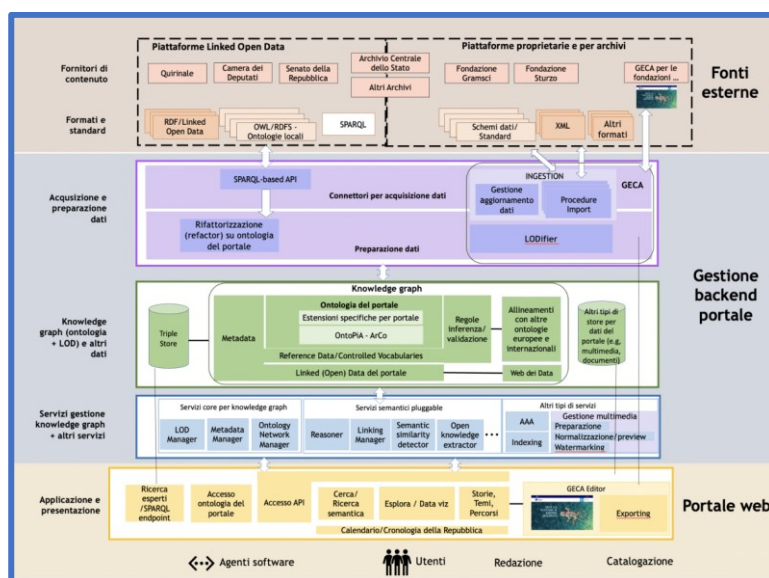 Piattaforme Linked Open Data
Piattaforme proprietarie e per archivi
Fornitori di
contenuto
Quirinale
Camera dei
Deputati
Senato della
Repubblica
Archivio Centrale
dello Stato
Altri Archivi
Fondazione
Gramsci
Fondazione
Sturzo
GECA per le
fondazioni ...
Fonti
esterne
Formati e
standard
RDF/Linked
Open Data
OWL/RDFS -
Ontologie locali
SPARQL
Schemi dati/
Standard
XML
Altri
formati
Acquisizione e
preparazione
dati
SPARQL-based API
Connettori per acquisizione dati
INGESTION
GECA
Gestione
aggiornamento
dati
Procedure
Import
Rifattorizzazione
(refactor) su ontologia
del portale
Preparazione dati
LODifier
Gestione
backend
portale
Knowledge
graph (ontologia
+ LOD) e altri
dati
Knowledge graph
Triple
Store
Metadata
Ontologia del portale
Estensioni specifiche per portale
OntoPiA - ArCo
Regole
inferenza/
validazione
Allineamenti
con altre
ontologie
europee e
internazionali
Reference Data/Controlled Vocabularies
Linked (Open) Data del portale
Web dei Data
Altri tipi di
store per
dati del
portale (e.g,
multimedia,
documenti)
Servizi gestione
knowledge graph
+ altri servizi
Servizi core per knowledge graph
LOD
Manager
Metadata
Manager
Ontology
Network
Manager
Servizi semantici pluggable
Reasoner
Linking
Manager
Semantic
similarity
detector
Open
knowledge
extractor
...
Altri tipi di servizi
AAA
Indexing
Gestione multimedia
Preparazione
Normalizzazione/preview
Watermarking
Applicazione e
presentazione
Ricerca
esperti
/SPARQL
endpoint
Accesso
ontologia del
portale
Accesso API
Cerca/
Ricerca
semantica
Esplora / Data viz
Storie,
Temi,
Percorsi
Calendario/Cronologia della Repubblica
GECA Editor
Exporting
Portale web
Agenti software
Utenti
Redazione
Catalogazione